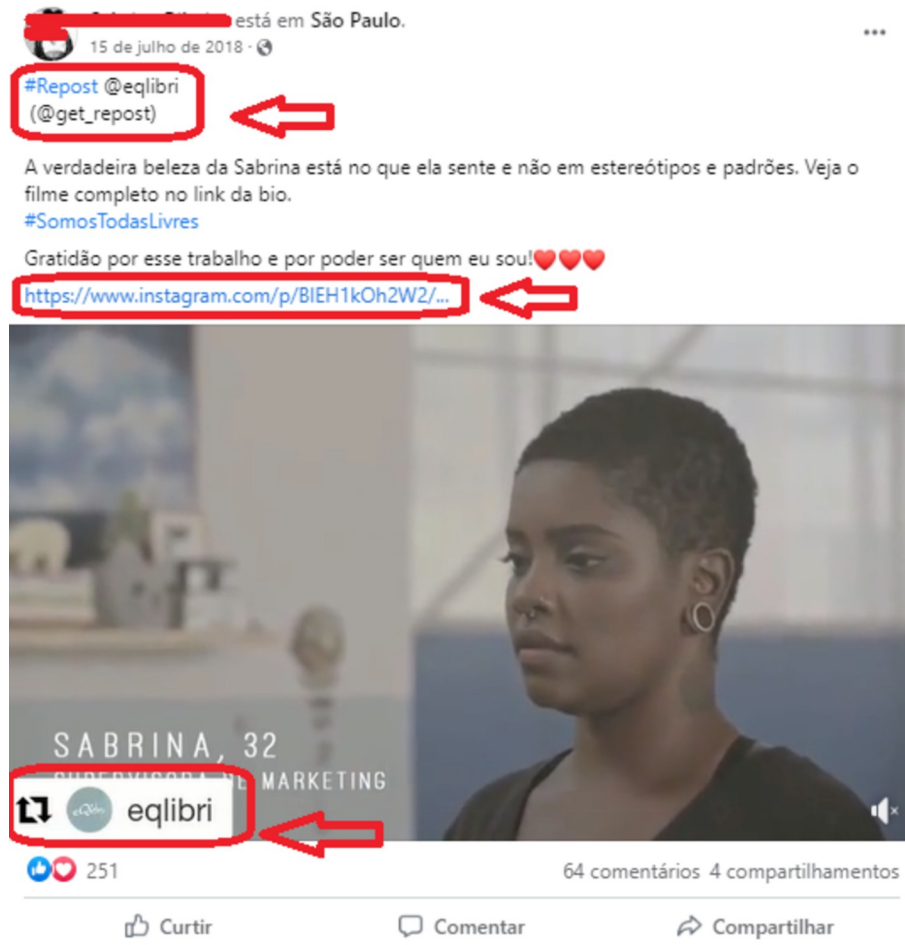 está em São Paulo.
15 de julho de 2018 ·
#Repost @eqlibri
(@get_repost)
A verdadeira beleza da Sabrina está no que ela sente e não em estereótipos e padrões. Veja o
filme completo no link da bio.
#SomosTodasLivres
Gratidão por esse trabalho e por poder ser quem eu sou!❤️❤️❤️
https://www.instagram.com/p/BlEH1kOh2W2/...
SABRINA, 32
MARKETING
eqlibri
251
64 comentários 4 compartilhamentos
Curtir Comentar Compartilhar